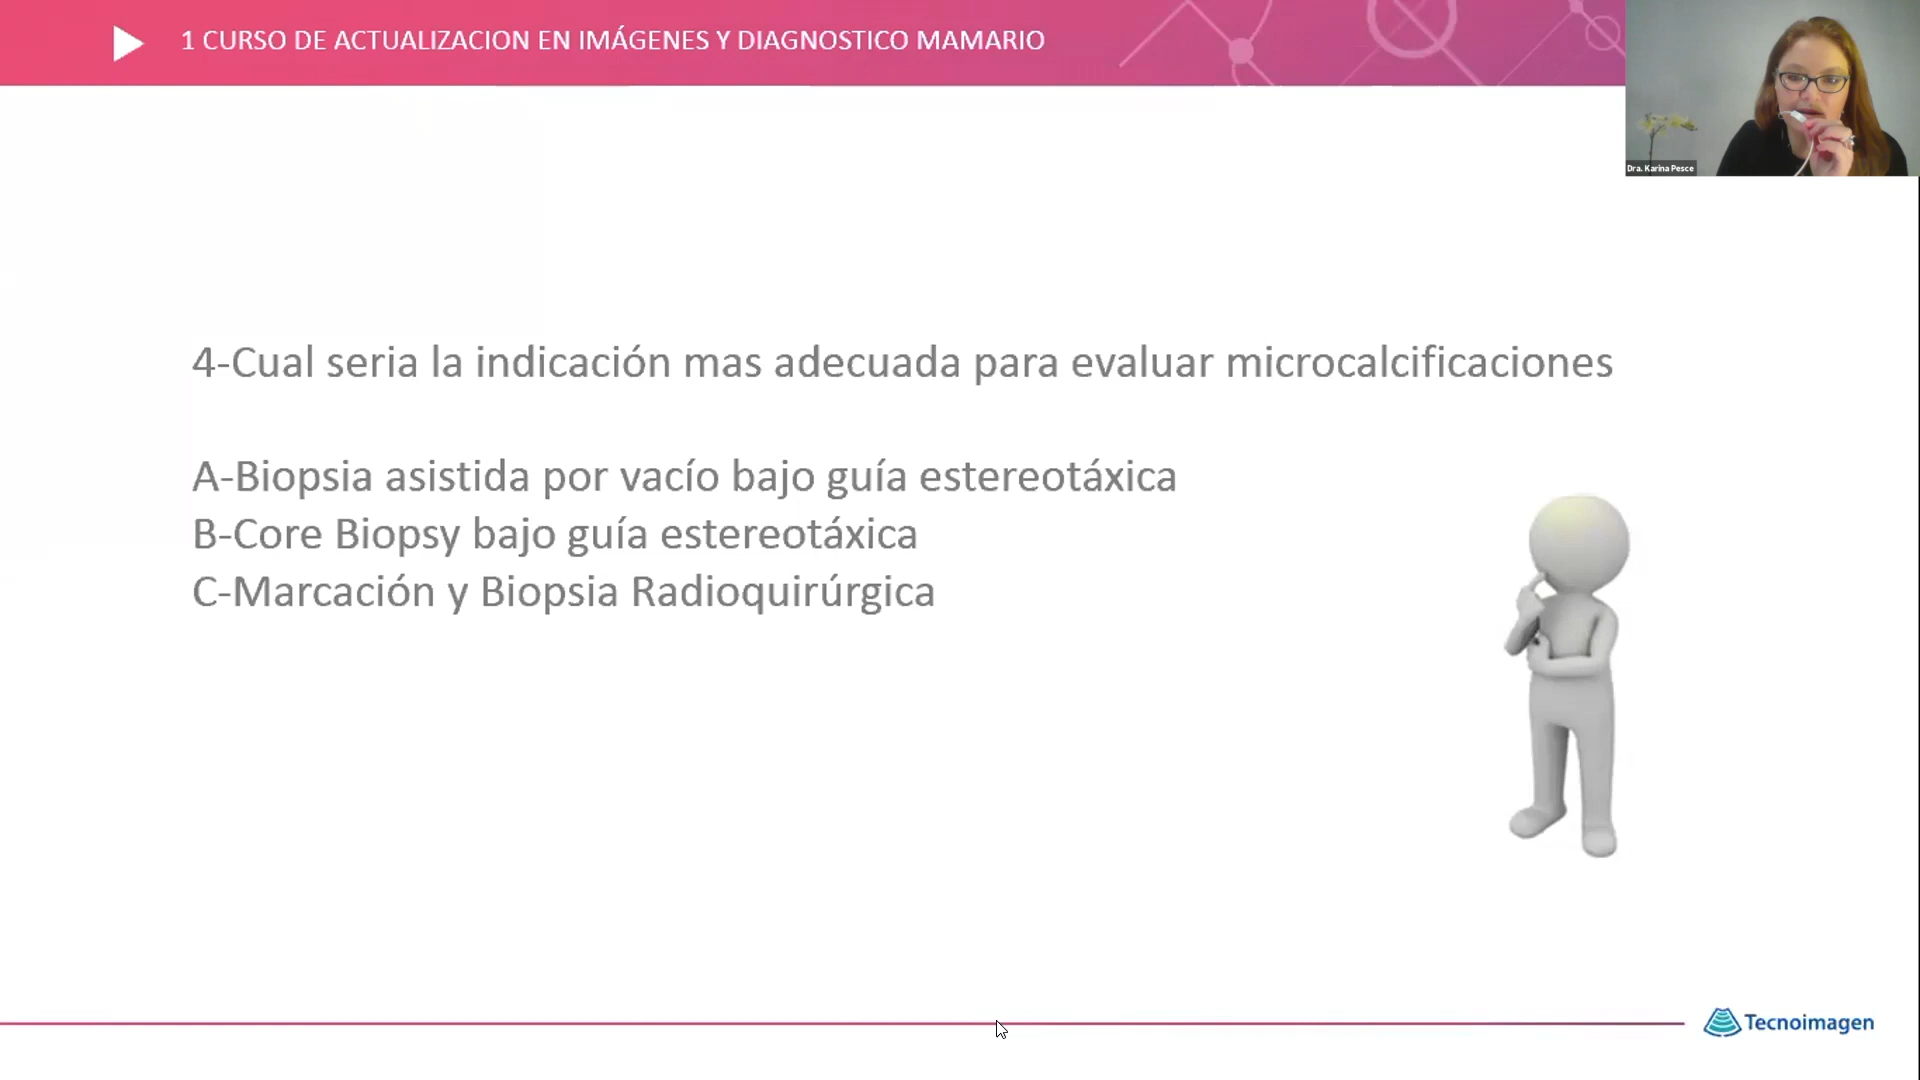 1 CURSO DE ACTUALIZACION EN IMÁGENES Y DIAGNOSTICO MAMARIO
Dra. Karina Pesce
4-Cual seria la indicación mas adecuada para evaluar microcalcificaciones
A-Biopsia asistida por vacío bajo guía estereotáxica
B-Core Biopsy bajo guía estereotáxica
C-Marcación y Biopsia Radioquirúrgica
Tecnoimagen